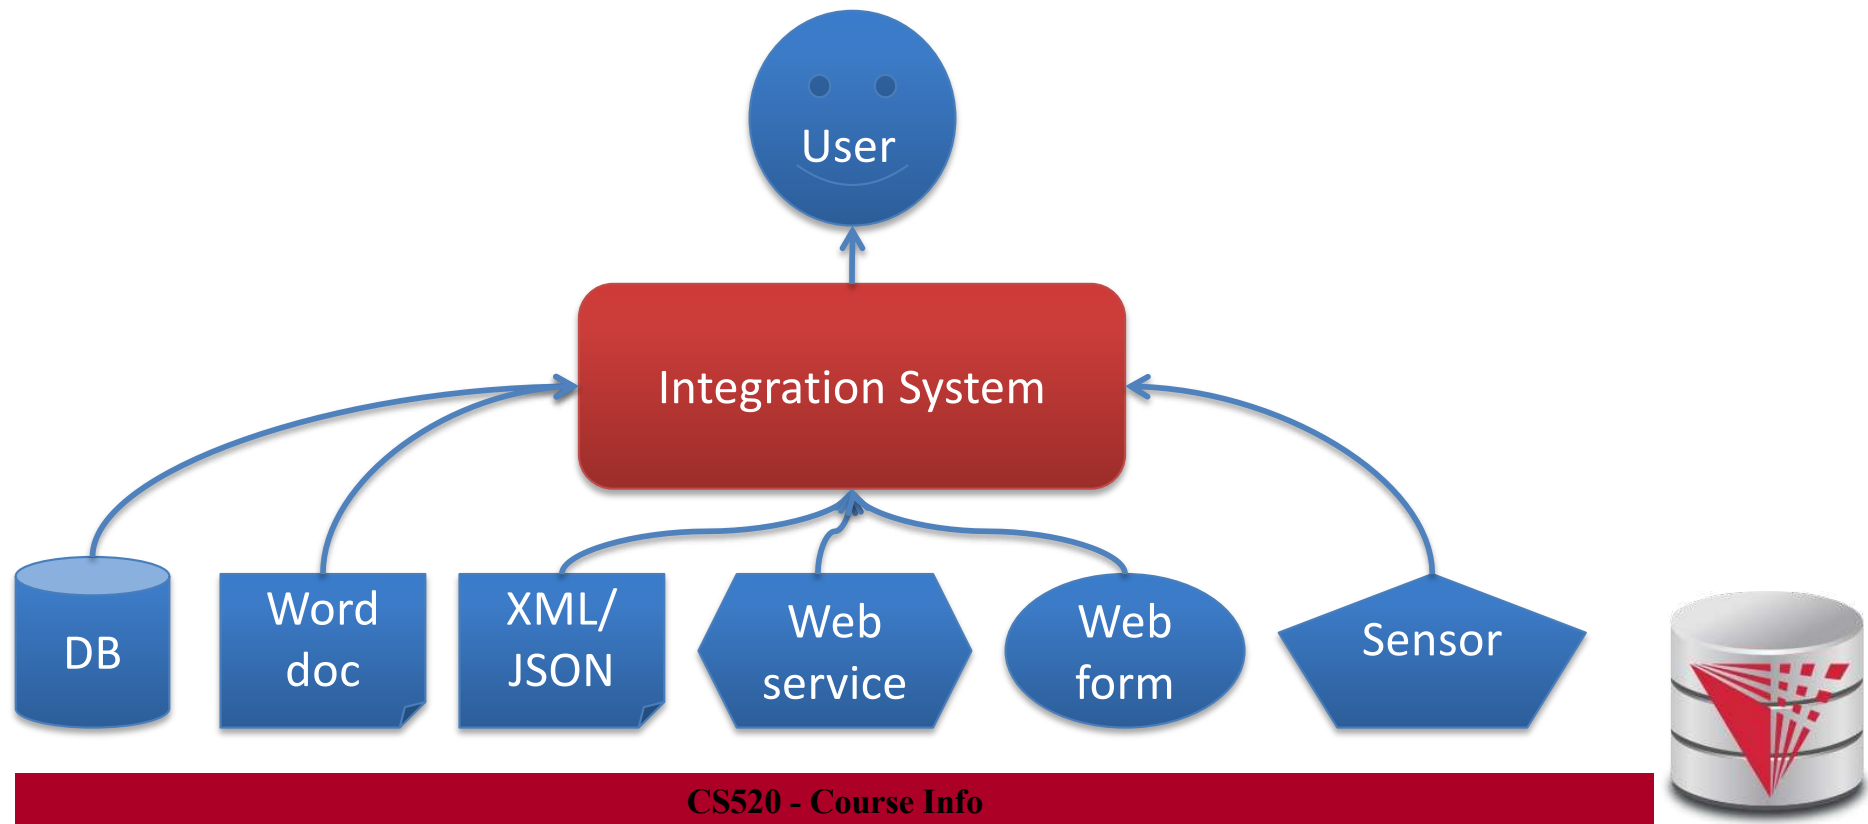 User
Integration System
DB
Word
doc
XML/
JSON
Web
service
Web
form
Sensor
CS520 - Course Info